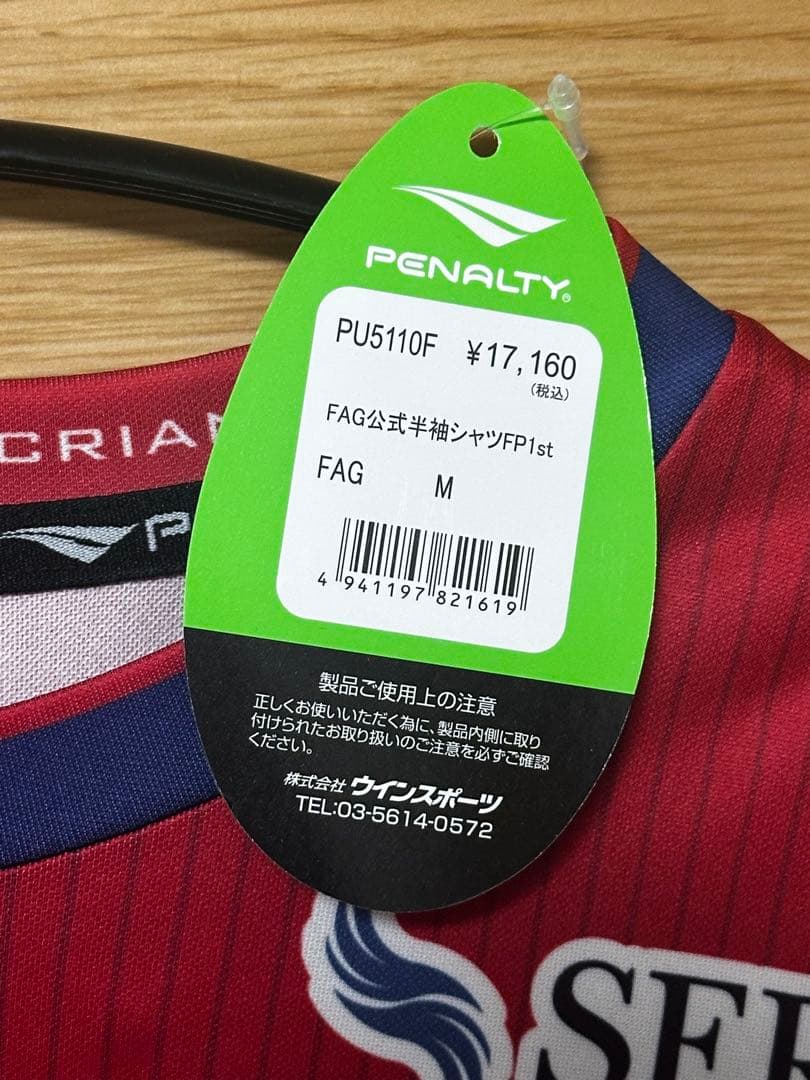 PENALTY®
PU5110F ¥17,160
(税込)
FAG公式半袖シャツFP1st
FAG M
4 941197 821619
製品ご使用上の注意
正しくお使いいただく為に、製品内側に取り
付けられたお取り扱いのご注意を必ずご確認
ください。
株式会社 ウインスポーツ
TEL:03-5614-0572
CRIAN
P
SER